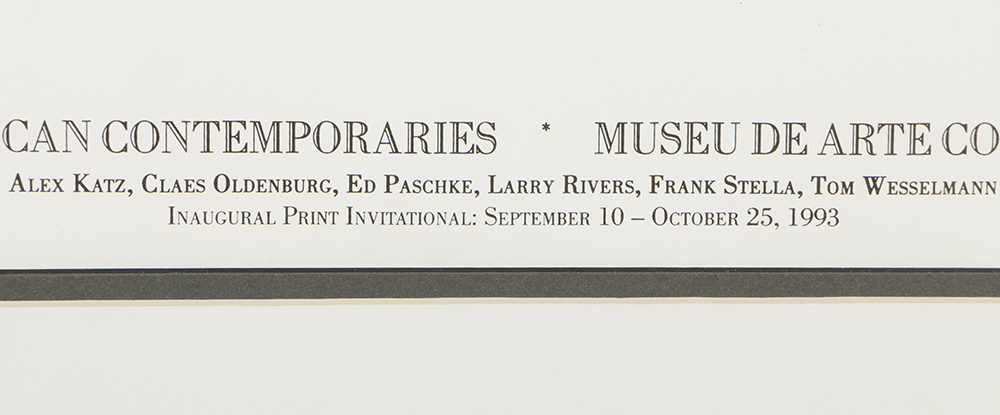 CAN CONTEMPORARIES * MUSEU DE ARTE CO
ALEX KATZ, CLAES OLDENBURG, ED PASCHKE, LARRY RIVERS, FRANK STELLA, TOM WESSELMANN
INAUGURAL PRINT INVITATIONAL: SEPTEMBER 10 – OCTOBER 25, 1993